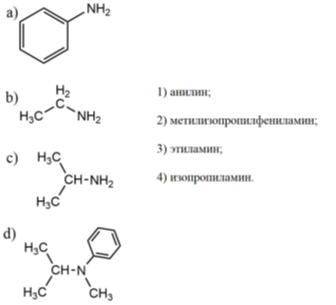 a)
NH₂
b)
H₂
C
H₃C NH₂
1) анилин;
2) метилизопропилфениламин;
3) этиламин;
4) изопропиламин.
c)
H₃C
CH-NH₂
H₃C
d)
H₃C
CH-N
H₃C CH₃